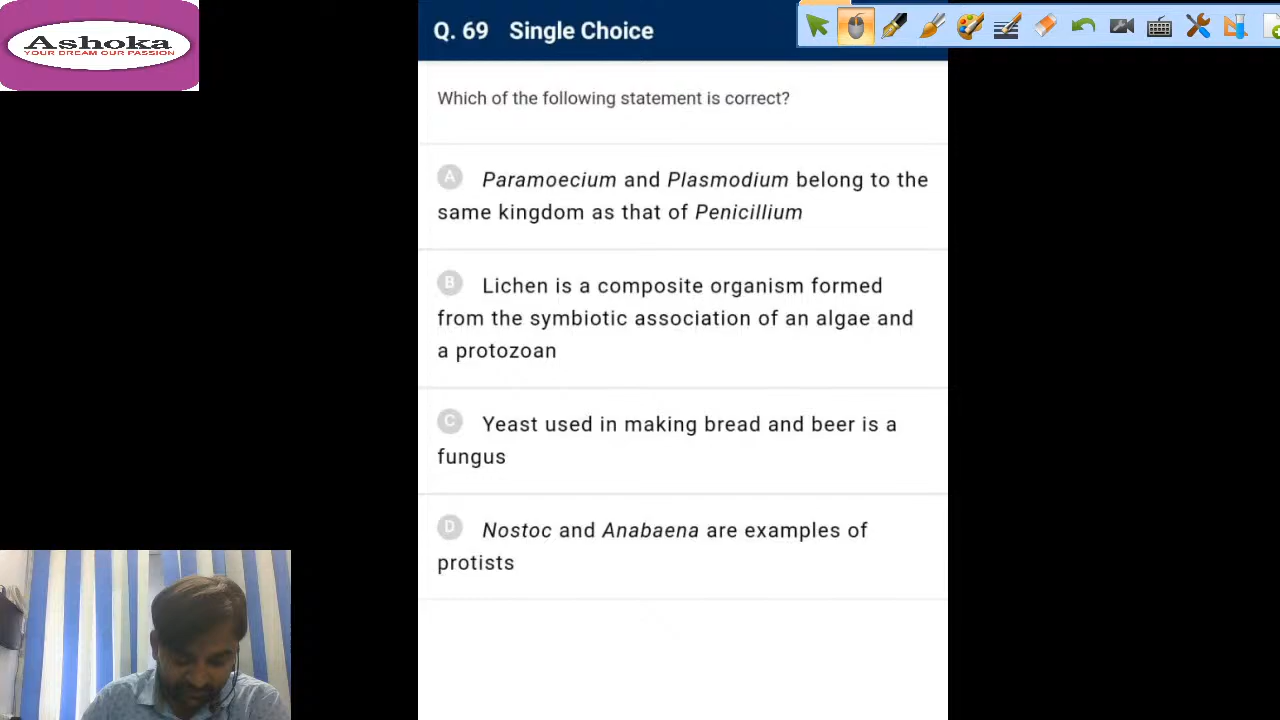 Ashoka
YOUR DREAM OUR PASSION
Q. 69 Single Choice
Which of the following statement is correct?
A Paramoecium and Plasmodium belong to the
same kingdom as that of Penicillium
B Lichen is a composite organism formed
from the symbiotic association of an algae and
a protozoan
C Yeast used in making bread and beer is a
fungus
D Nostoc and Anabaena are examples of
protists